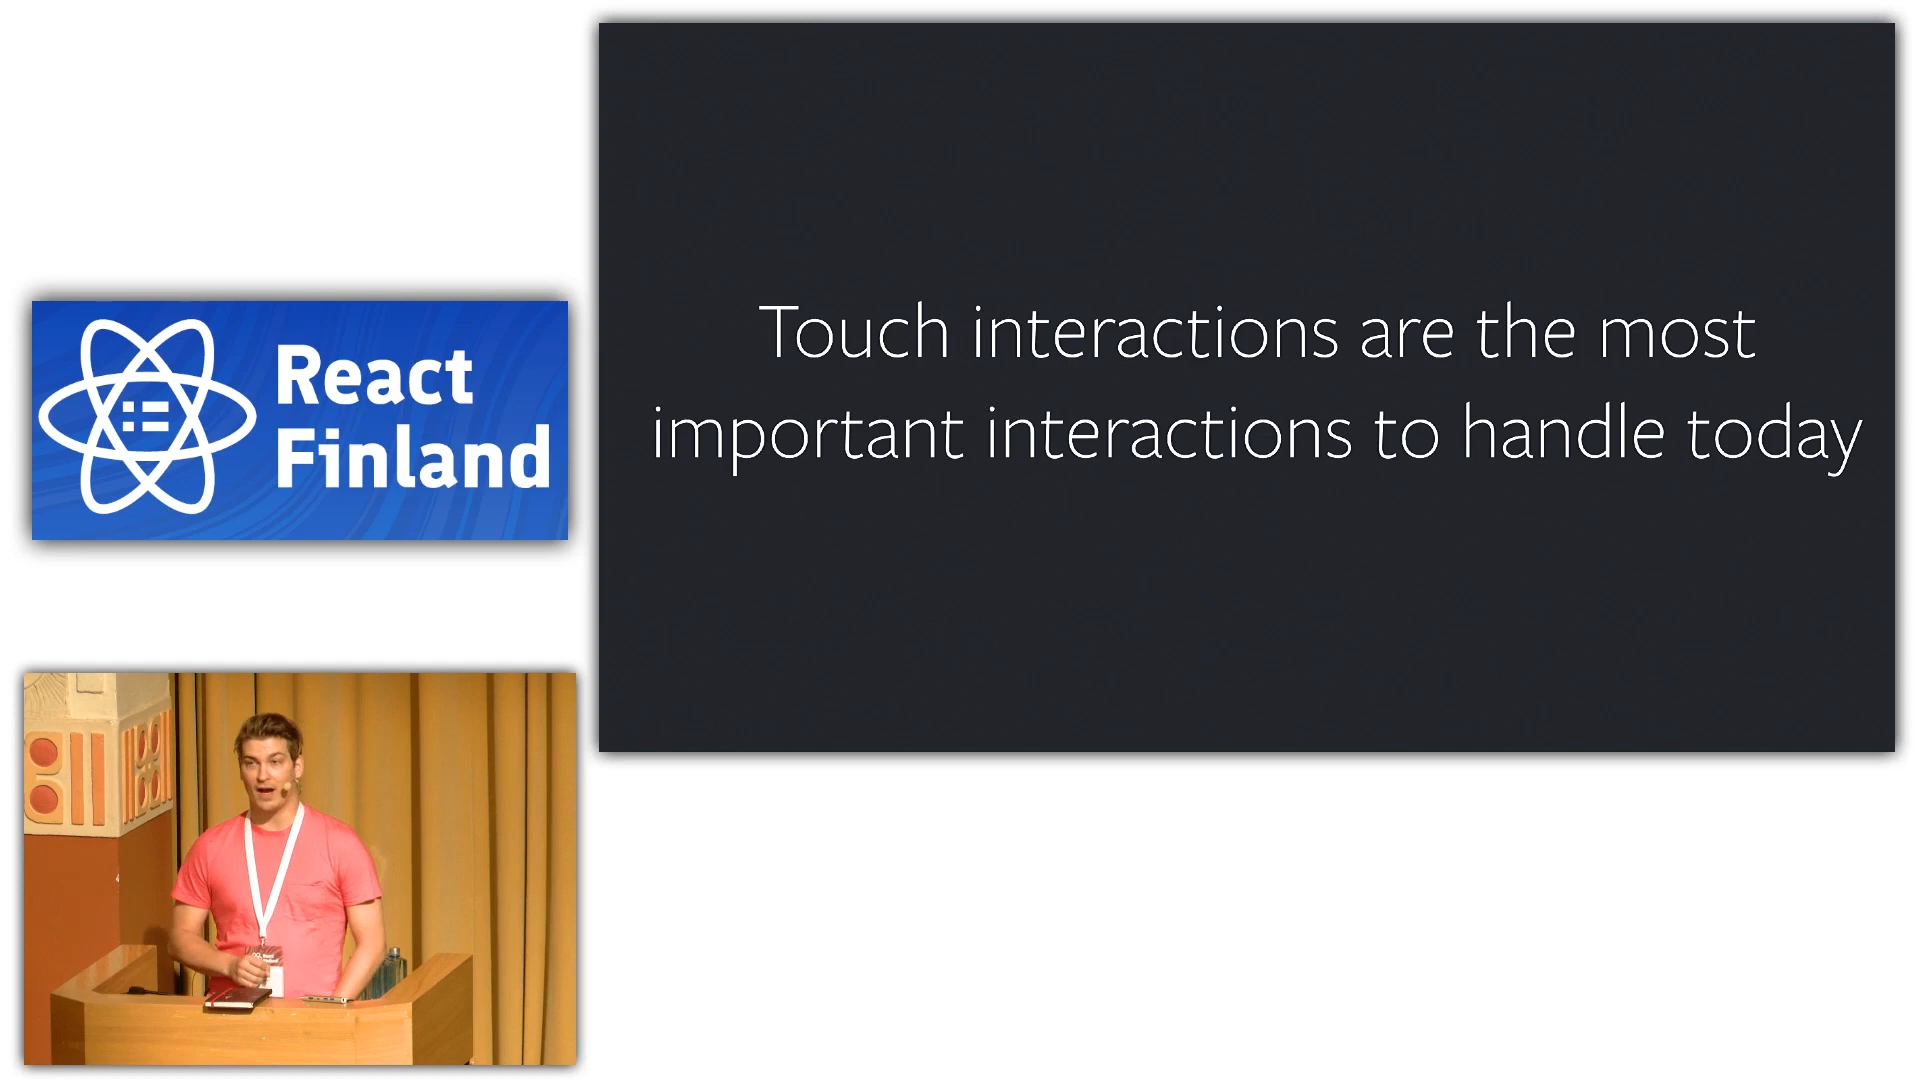 React
Finland
Touch interactions are the most
important interactions to handle today